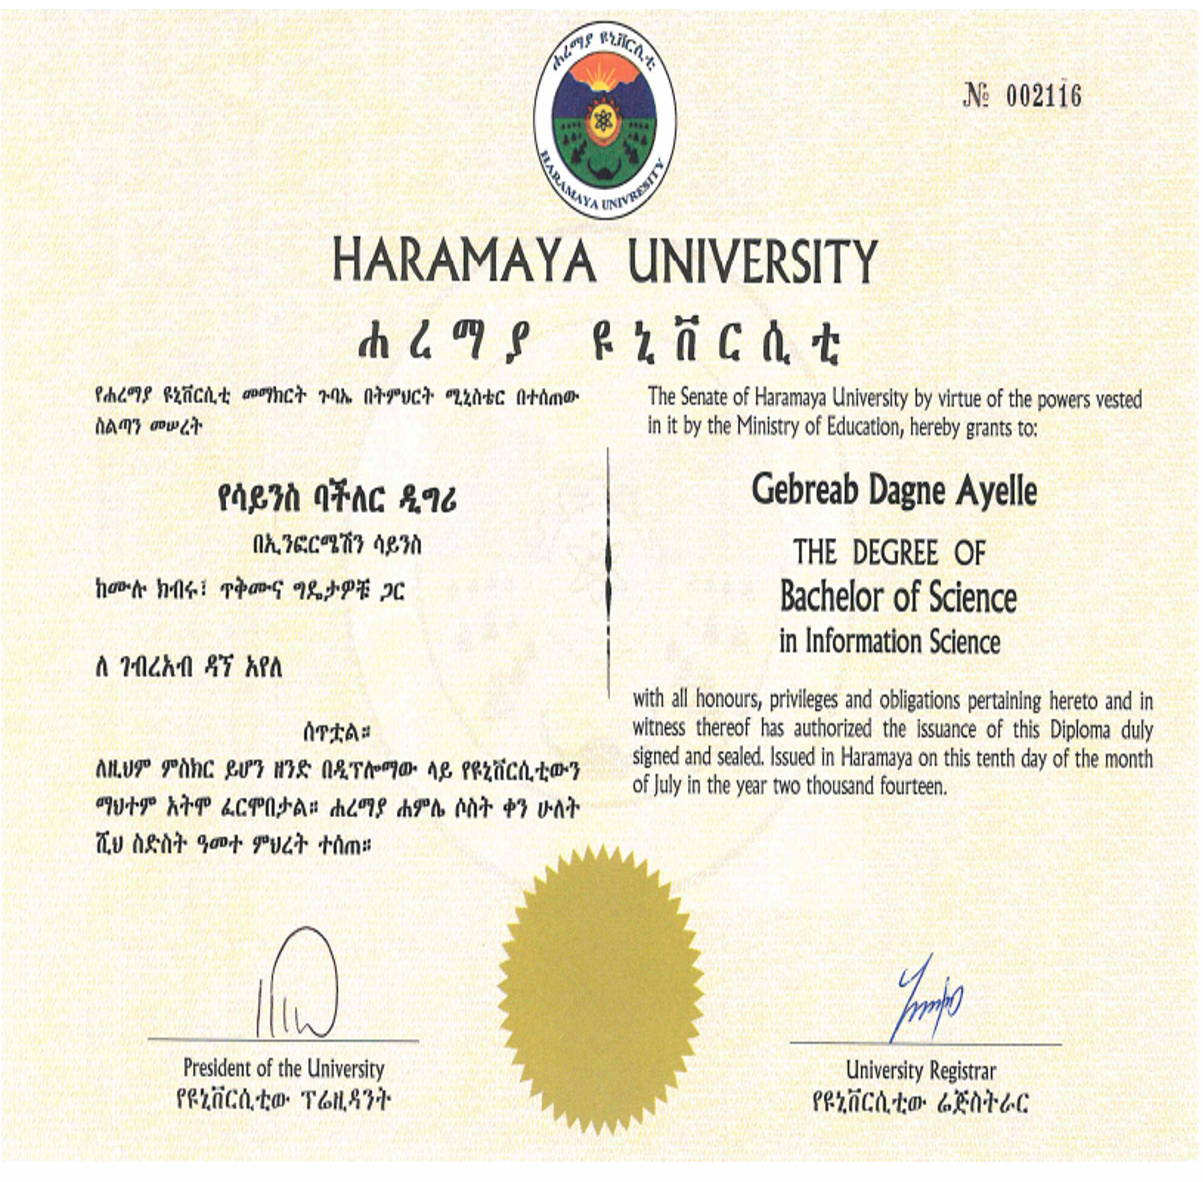 ሐረማያ ዩኒቨርሲቲ
HARAMAYA UNIVRESITY
№ 002116
HARAMAYA UNIVERSITY
ሐረማያ ዩኒቨርሲቲ
የሐረማያ ዩኒቨርሲቲ መማክርት ጉባኤ በትምህርት ሚኒስቴር በተሰጠው
ስልጣን መሠረት
የሳይንስ ባችለር ዲግሪ
በኢንፎርሜሽን ሳይንስ
ከሙሉ ክብሩ፣ ጥቅሙና ግዴታዎቹ ጋር
ለ ገብረአብ ዳኘ አየለ
ሰጥቷል።
ለዚህም ምስክር ይሆን ዘንድ በዲፕሎማው ላይ የዩኒቨርሲቲውን
ማህተም አትሞ ፈርሞበታል። ሐረማያ ሐምሌ ሶስት ቀን ሁለት
ሺህ ስድስት ዓመተ ምህረት ተሰጠ።
The Senate of Haramaya University by virtue of the powers vested
in it by the Ministry of Education, hereby grants to:
Gebreab Dagne Ayelle
THE DEGREE OF
Bachelor of Science
in Information Science
with all honours, privileges and obligations pertaining hereto and in
witness thereof has authorized the issuance of this Diploma duly
signed and sealed. Issued in Haramaya on this tenth day of the month
of July in the year two thousand fourteen.
President of the University
የዩኒቨርሲቲው ፕሬዚዳንት
University Registrar
የዩኒቨርሲቲው ሬጅስትራር